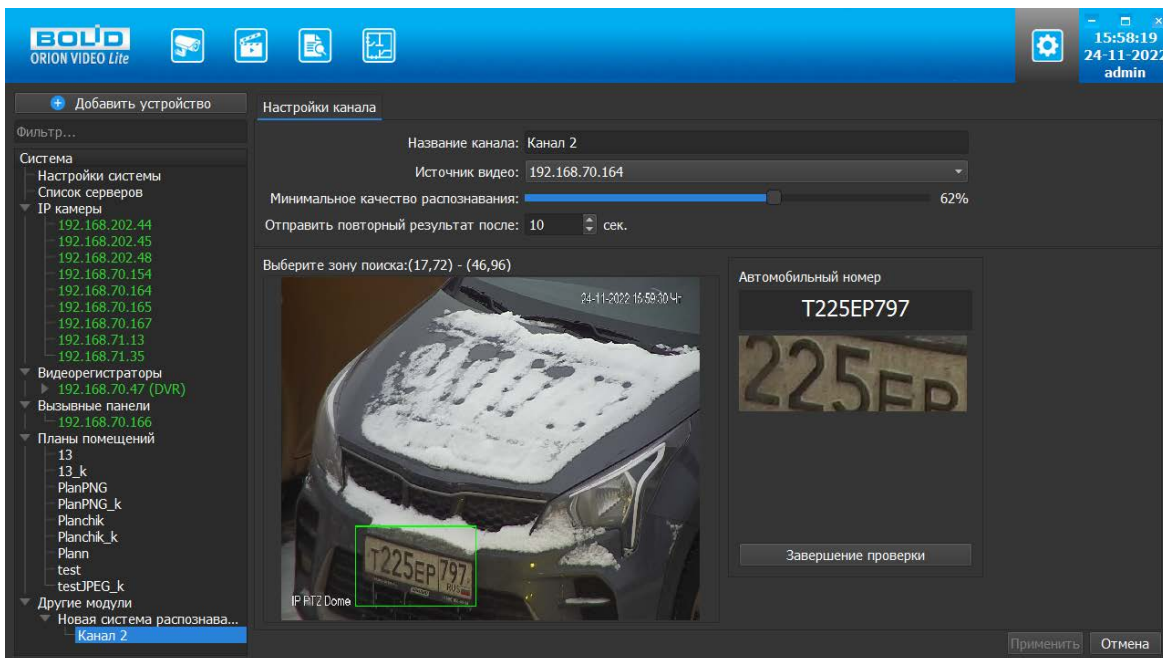 BOLID
ORION VIDEO Lite
15:58:19
24-11-2022
admin
Добавить устройство
Фильтр...
Система
Настройки системы
Список серверов
IP камеры
192.168.202.44
192.168.202.45
192.168.202.48
192.168.70.154
192.168.70.164
192.168.70.165
192.168.70.167
192.168.71.13
192.168.71.35
Видеорегистраторы
192.168.70.47 (DVR)
Вызывные панели
192.168.70.166
Планы помещений
13
13_k
PlanPNG
PlanPNG_k
Planchik
Planchik_k
Plann
test
testJPEG_k
Другие модули
Новая система распознава...
Канал 2
Настройки канала
Название канала: Канал 2
Источник видео: 192.168.70.164
Минимальное качество распознавания: 62%
Отправить повторный результат после: 10 сек.
Выберите зону поиска:(17,72) - (46,96)
24-11-2022 15:59:30 Чт
T225EP 797
RUS
IP PTZ Dome
Автомобильный номер
T225EP797
225EP
Завершение проверки
Применить
Отмена